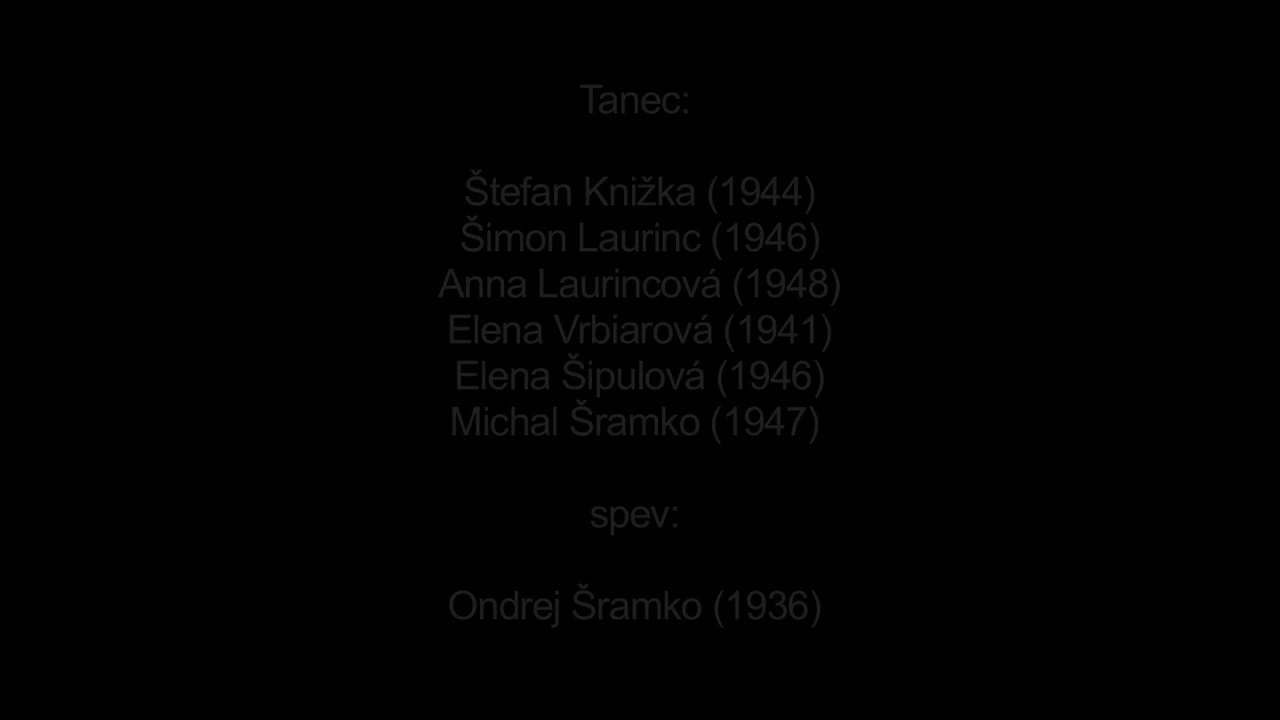 Tanec:
Štefan Knižka (1944)
Šimon Laurinc (1946)
Anna Laurincová (1948)
Elena Vrbiarová (1941)
Elena Šipulová (1946)
Michal Šramko (1947)
spev:
Ondrej Šramko (1936)